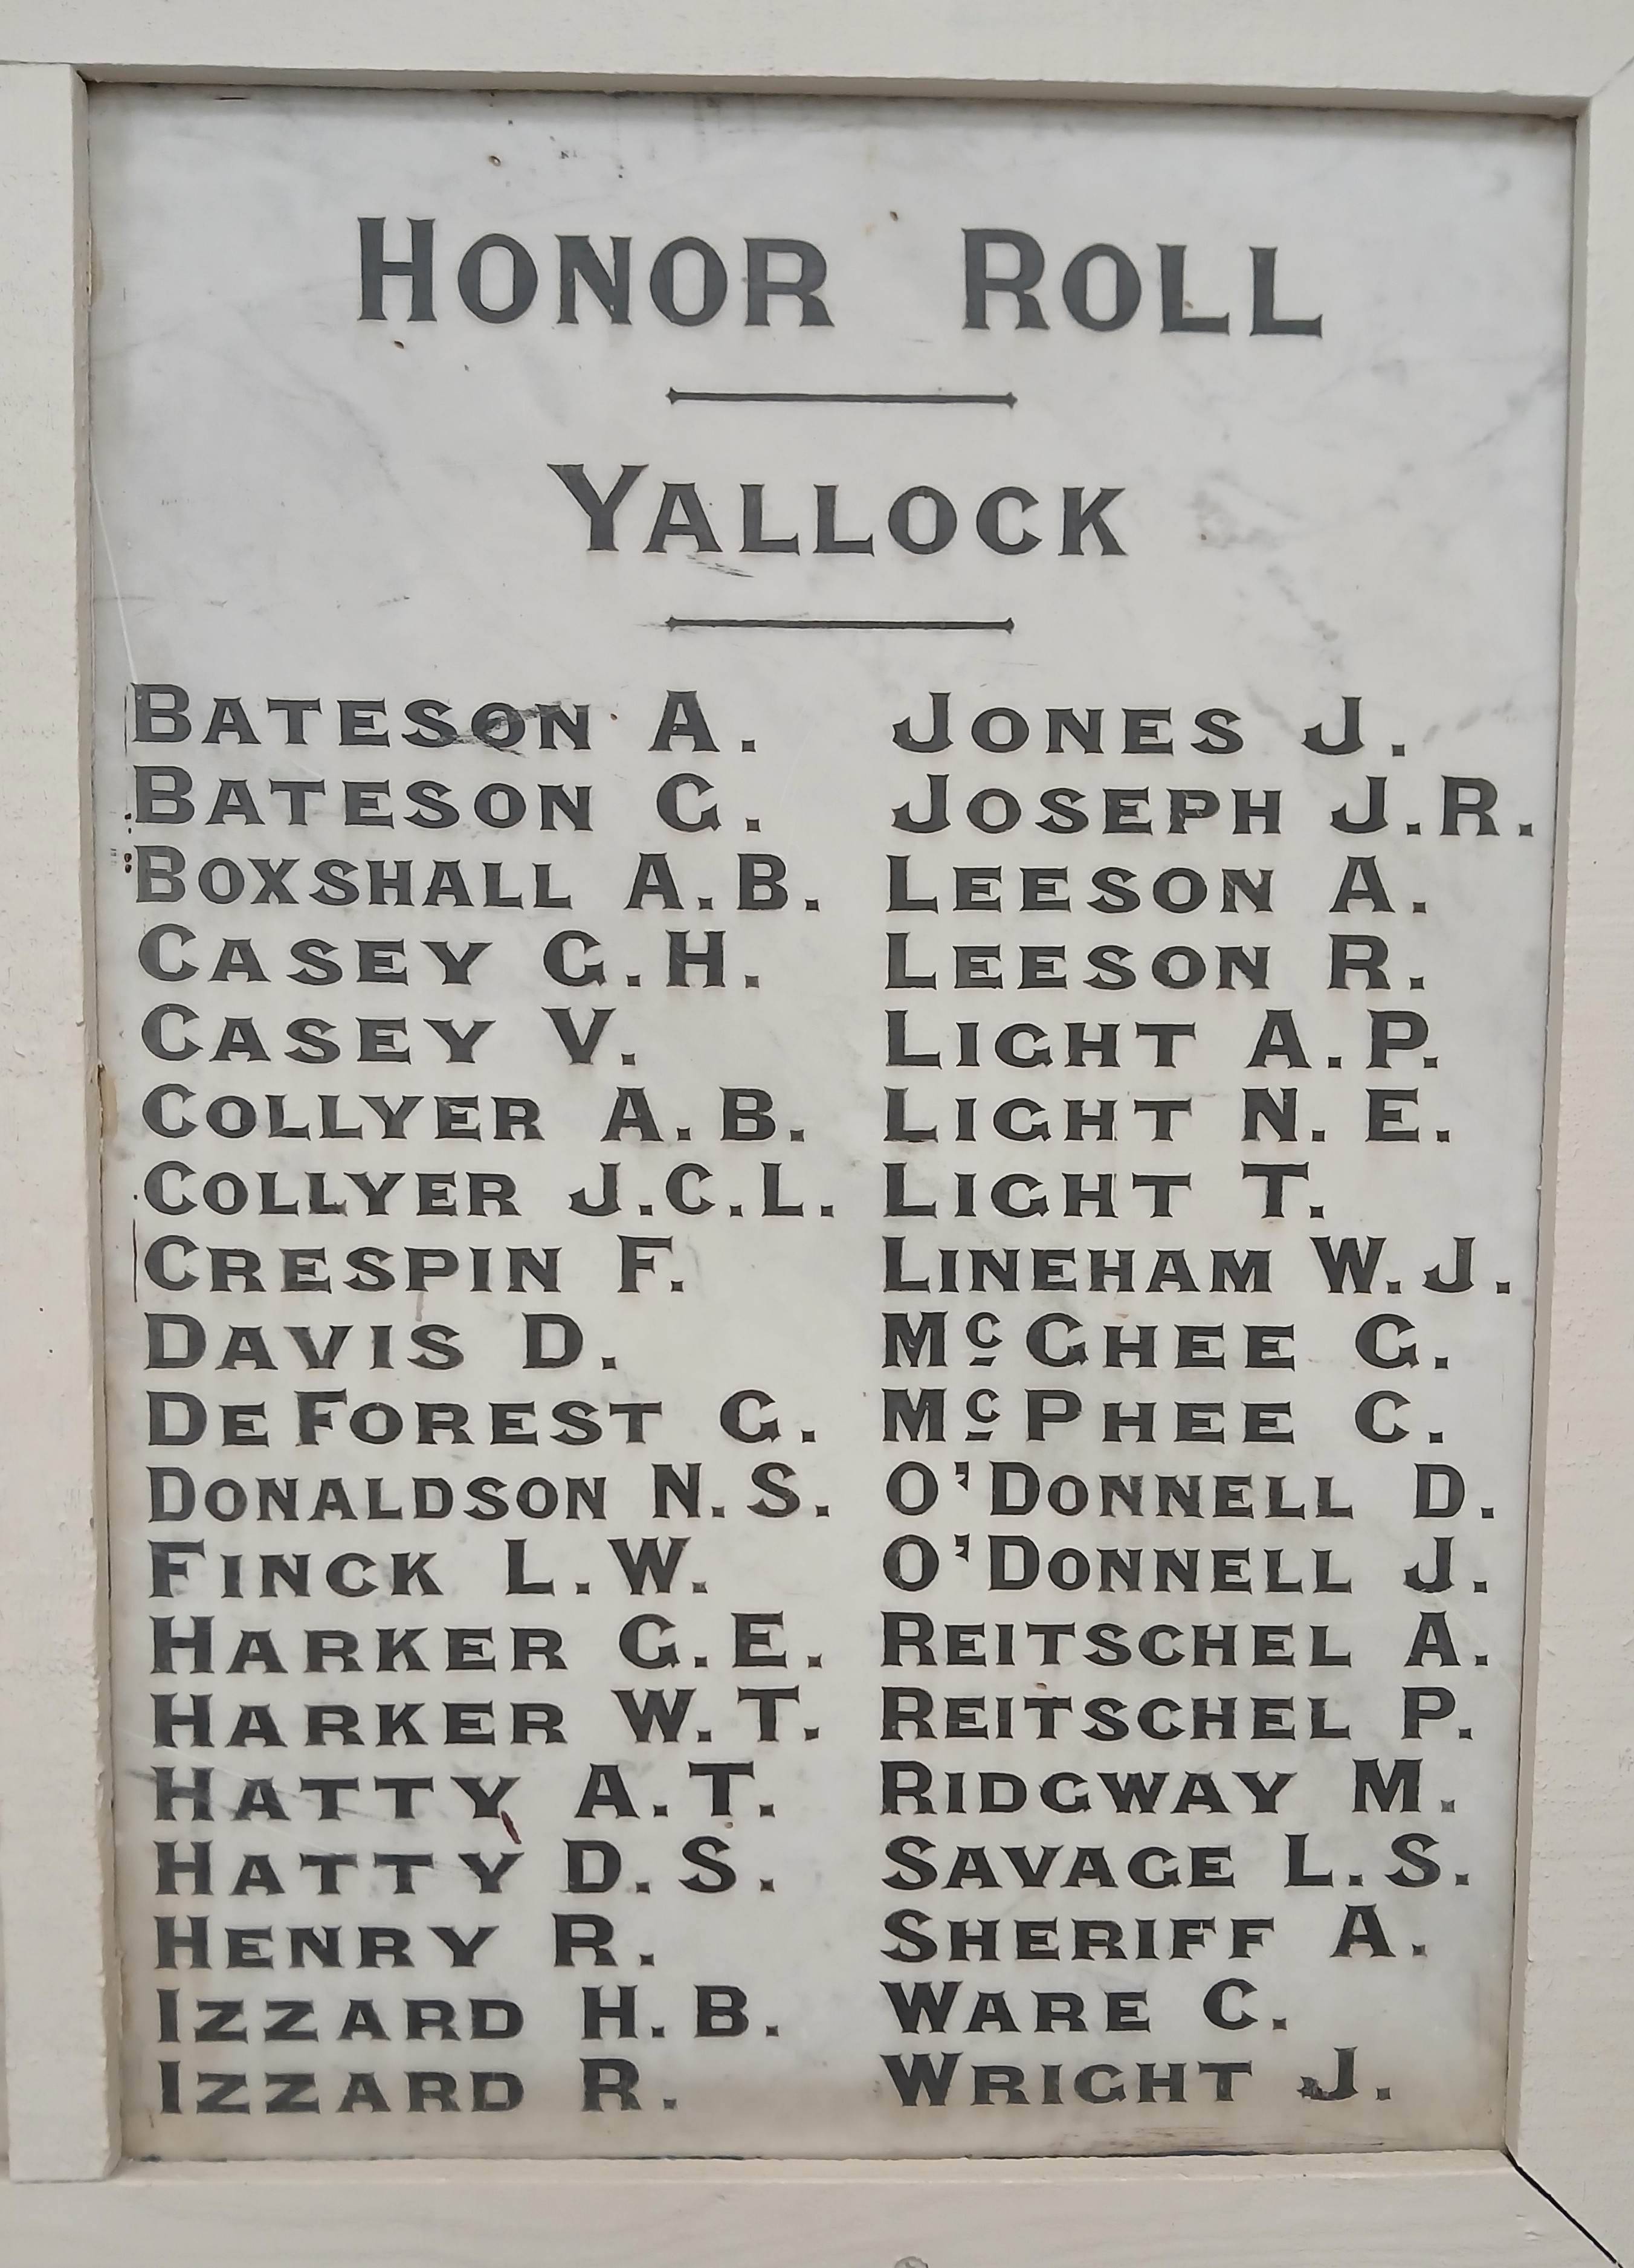 HONOR ROLL
YALLOCK
BATESON A.
BATESON G.
BOXSHALL A.B.
CASEY G.H.
CASEY V.
COLLYER A.B.
COLLYER J.C.L.
CRESPIN F.
DAVIS D.
DEFOREST G.
DONALDSON N.S.
FINCK L.W.
HARKER G.E.
HARKER W.T.
HATTY A.T.
HATTY D.S.
HENRY R.
IZZARD H.B.
IZZARD R.
JONES J.
JOSEPH J.R.
LEESON A.
LEESON R.
LIGHT A.P.
LIGHT N.E.
LIGHT T.
LINEHAM W.J.
McGHEE G.
McPHEE C.
O'DONNELL D.
O'DONNELL J.
REITSCHEL A.
REITSCHEL P.
RIDGWAY M.
SAVAGE L.S.
SHERIFF A.
WARE C.
WRIGHT J.